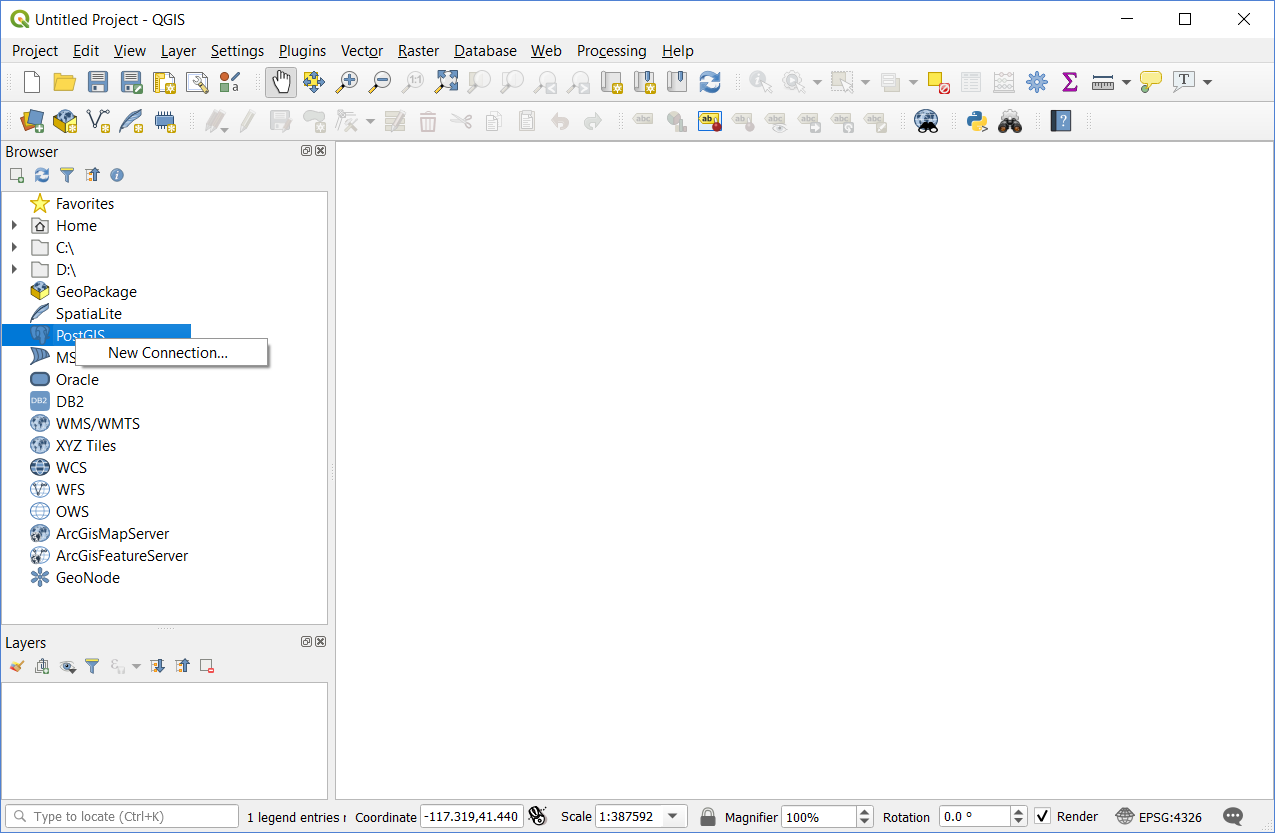 Untitled Project - QGIS
Project Edit View Layer Settings Plugins Vector Raster Database Web Processing Help
Browser
Favorites
Home
C:\
D:\
GeoPackage
SpatiaLite
PostGIS
New Connection...
MS
Oracle
DB2
WMS/WMTS
XYZ Tiles
WCS
WFS
OWS
ArcGisMapServer
ArcGisFeatureServer
GeoNode
Layers
Type to locate (Ctrl+K) 1 legend entries Coordinate -117.319,41.440 Scale 1:387592 Magnifier 100% Rotation 0.0 ° Render EPSG:4326